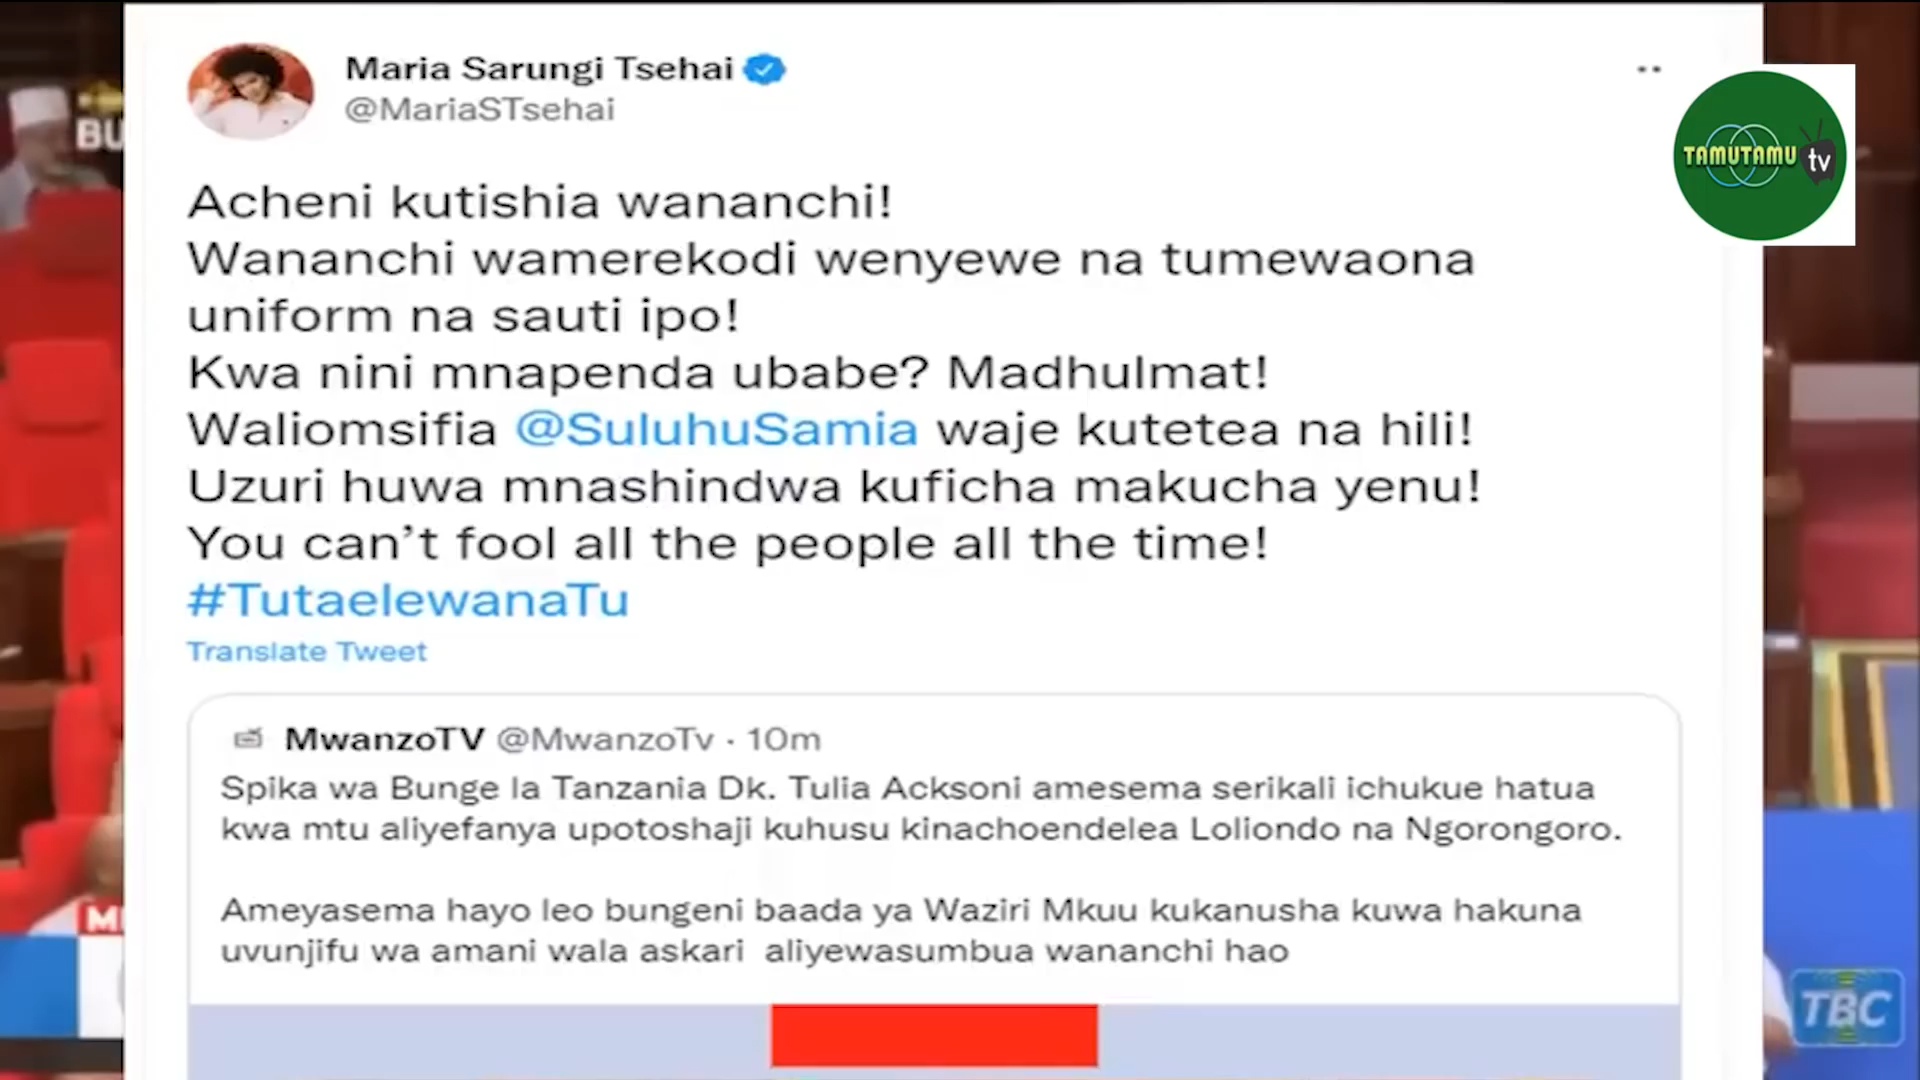 Maria Sarungi Tsehai
@MariaSTsehai
BU
TAMUTAMU tv
Acheni kutishia wananchi!
Wananchi wamerekodi wenyewe na tumewaona
uniform na sauti ipo!
Kwa nini mnapenda ubabe? Madhulmat!
Waliomsifia @SuluhuSamia waje kutetea na hili!
Uzuri huwa mnashindwa kuficha makucha yenu!
You can't fool all the people all the time!
#TutaelewanaTu
Translate Tweet
MwanzoTV @MwanzoTv · 10m
Spika wa Bunge la Tanzania Dk. Tulia Acksoni amesema serikali ichukue hatua
kwa mtu aliyefanya upotoshaji kuhusu kinachoendelea Loliondo na Ngorongoro.
Ameyasema hayo leo bungeni baada ya Waziri Mkuu kukanusha kuwa hakuna
uvunjifu wa amani wala askari aliyewasumbua wananchi hao
TBC